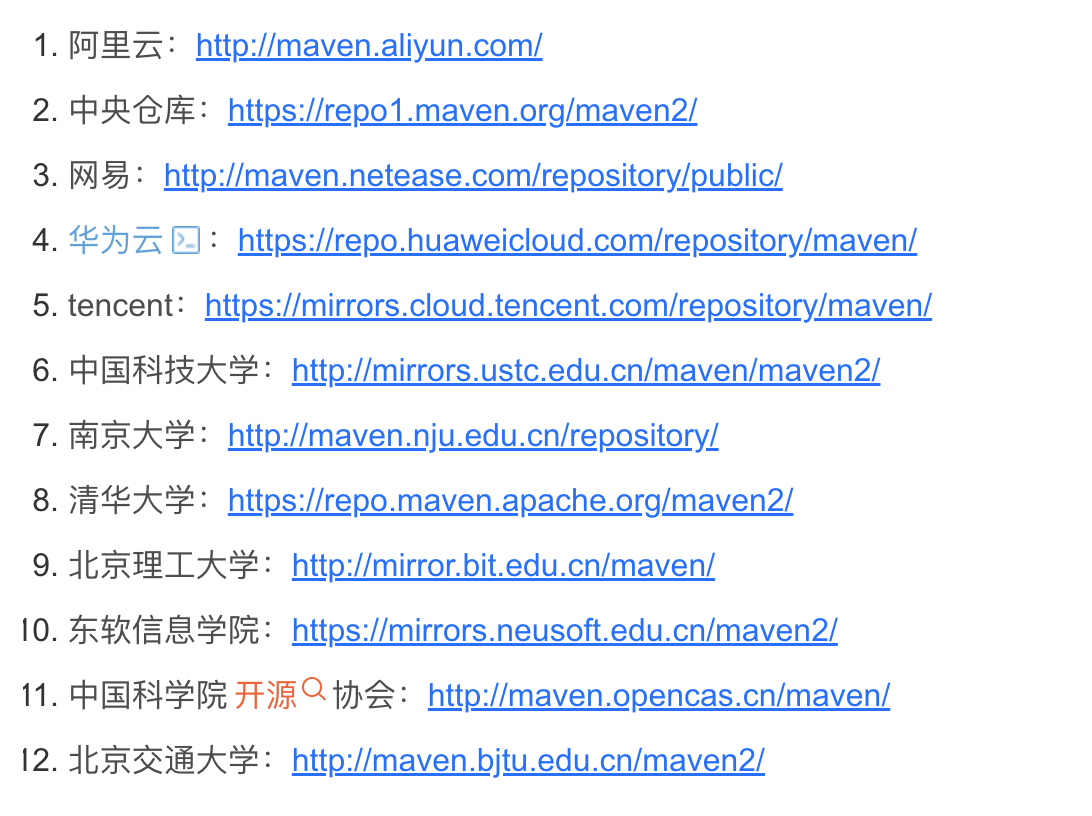 1. 阿里云：http://maven.aliyun.com/
2. 中央仓库：https://repo1.maven.org/maven2/
3. 网易：http://maven.netease.com/repository/public/
4. 华为云：https://repo.huaweicloud.com/repository/maven/
5. tencent：https://mirrors.cloud.tencent.com/repository/maven/
6. 中国科技大学：http://mirrors.ustc.edu.cn/maven/maven2/
7. 南京大学：http://maven.nju.edu.cn/repository/
8. 清华大学：https://repo.maven.apache.org/maven2/
9. 北京理工大学：http://mirror.bit.edu.cn/maven/
10. 东软信息学院：https://mirrors.neusoft.edu.cn/maven2/
11. 中国科学院开源协会：http://maven.opencas.cn/maven/
12. 北京交通大学：http://maven.bjtu.edu.cn/maven2/